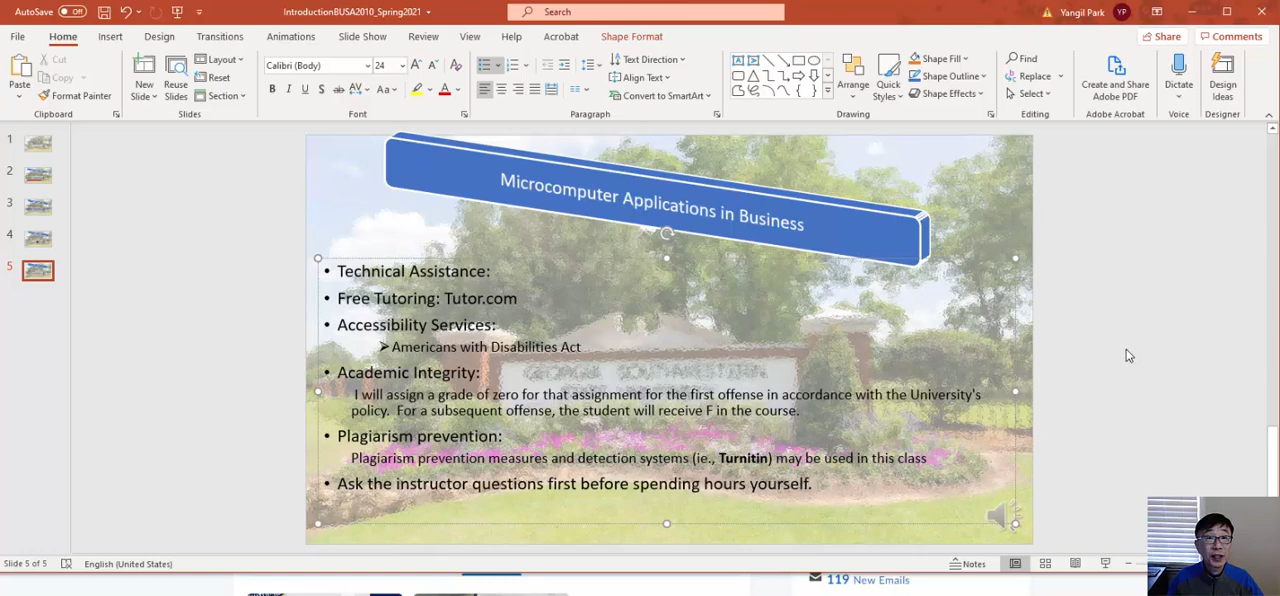 AutoSave Off IntroductionBUSA2010_Spring2021 Search Yangil Park YP
File Home Insert Design Transitions Animations Slide Show Review View Help Acrobat Shape Format Share Comments
Paste
Cut
Copy
Format Painter
Clipboard
New Slide
Reuse Slides
Layout
Reset
Section
Slides
Calibri (Body) 24
Font
Text Direction
Align Text
Convert to SmartArt
Paragraph
Arrange
Quick Styles
Shape Fill
Shape Outline
Shape Effects
Drawing
Find
Replace
Select
Editing
Create and Share Adobe PDF
Adobe Acrobat
Dictate
Voice
Design Ideas
Designer
1
2
3
4
5
Microcomputer Applications in Business
• Technical Assistance:
• Free Tutoring: Tutor.com
• Accessibility Services:
➤ Americans with Disabilities Act
• Academic Integrity:
I will assign a grade of zero for that assignment for the first offense in accordance with the University's
policy. For a subsequent offense, the student will receive F in the course.
• Plagiarism prevention:
Plagiarism prevention measures and detection systems (ie., Turnitin) may be used in this class
• Ask the instructor questions first before spending hours yourself.
Slide 5 of 5 English (United States) Notes
119 New Emails